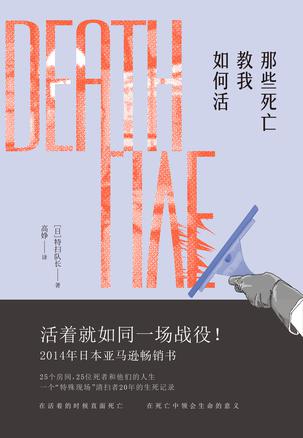 DEATH
TIME
那些死亡
教我
如何活
[日]特扫队长——著
高婙——译
活着就如同一场战役！
2014年日本亚马逊畅销书
25个房间，25位死者和他们的人生
一个“特殊现场”清扫者20年的生死记录
在活着的时候直面死亡 在死亡中领会生命的意义